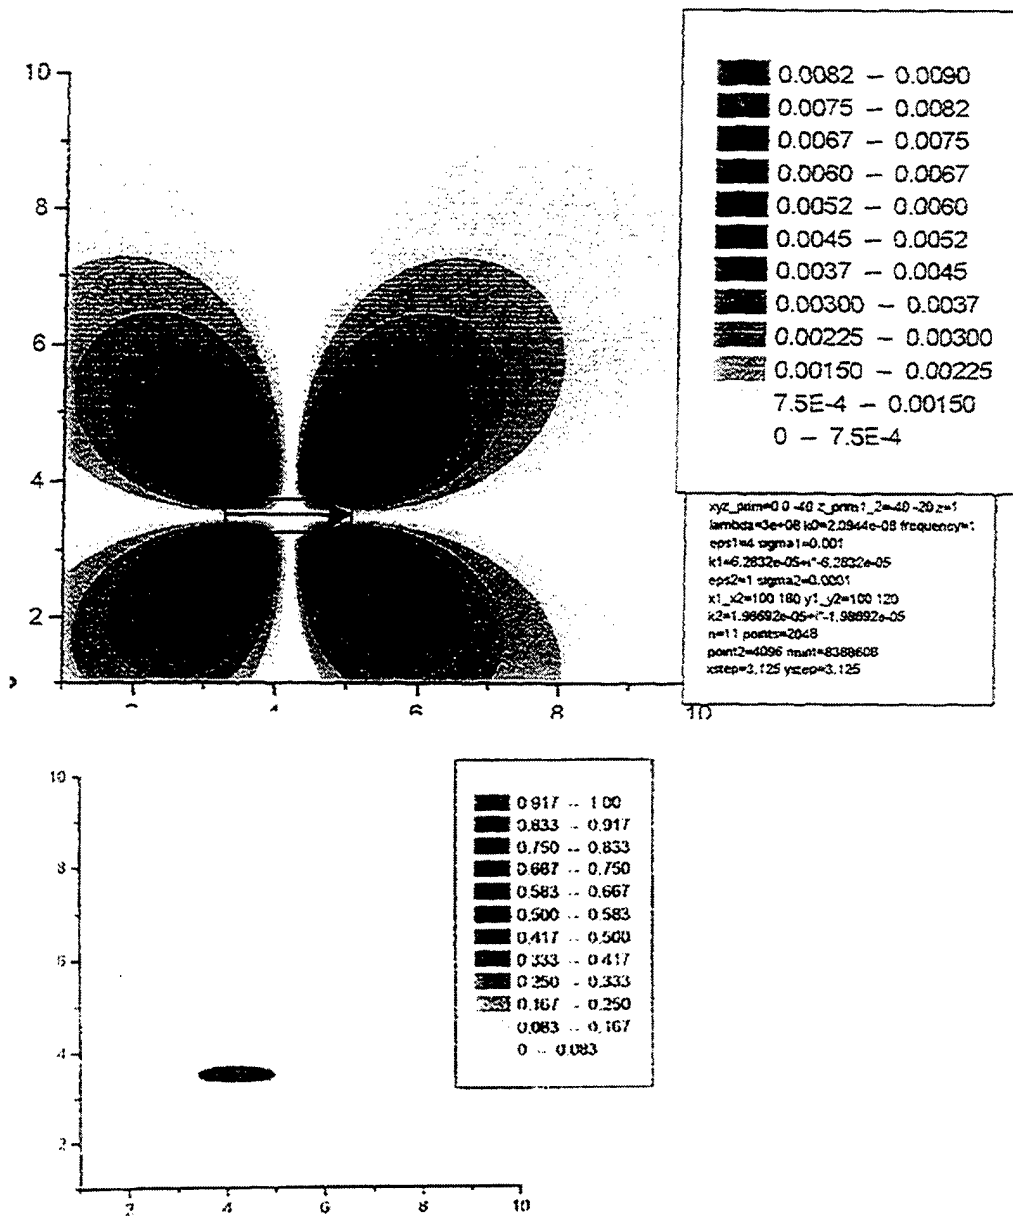 10
8
6
4
2
2
4
6
8
10
0.0082 – 0.0090
0.0075 – 0.0082
0.0067 – 0.0075
0.0060 – 0.0067
0.0052 – 0.0060
0.0045 – 0.0052
0.0037 – 0.0045
0.00300 – 0.0037
0.00225 – 0.00300
0.00150 – 0.00225
7.5E-4 – 0.00150
0 – 7.5E-4
xyz_prim=0 0 -40 z_prim1_2=-40 -20 z=1
lambda=3e+08 k0=2.0944e-08 frequency=1
eps1=4 sigma1=0.001
k1=6.2832e-05+i*-6.2832e-05
eps2=1 sigma2=0.0001
x1_x2=100 160 y1_y2=100 120
k2=1.98692e-05+i*-1.98692e-05
n=11 points=2048
point2=4096 nmint=8388608
xstep=3.125 ystep=3.125
10
8
6
4
2
2
4
6
8
10
0.917 -- 1.00
0.833 -- 0.917
0.750 -- 0.833
0.667 -- 0.750
0.583 -- 0.667
0.500 -- 0.583
0.417 -- 0.500
0.333 -- 0.417
0.250 -- 0.333
0.167 -- 0.250
0.083 -- 0.167
0 -- 0.083